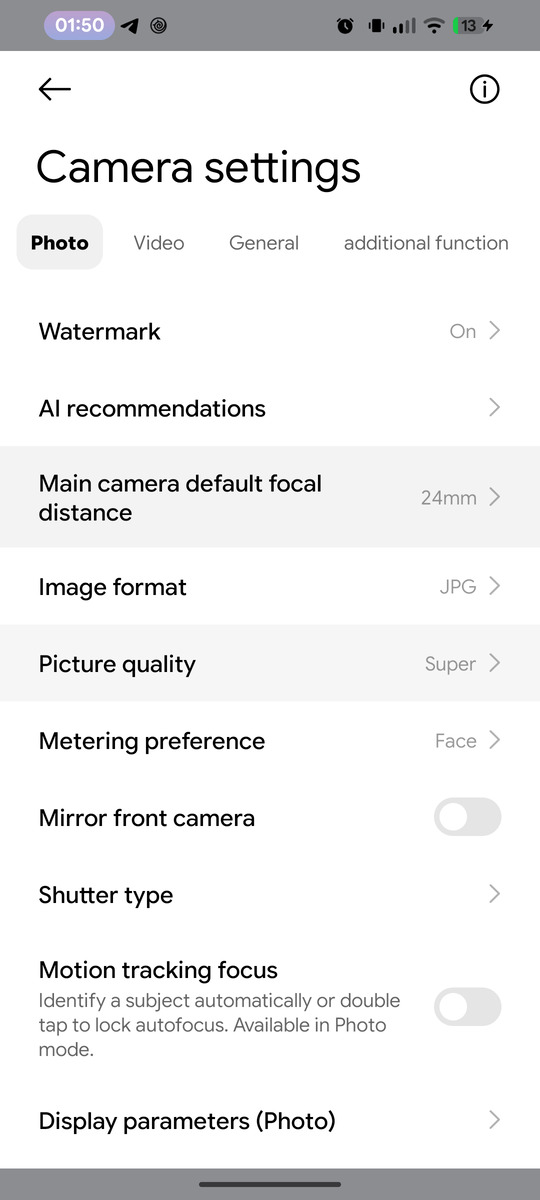 01:50
13
Camera settings
Photo Video General additional function
Watermark On
AI recommendations
Main camera default focal
distance 24mm
Image format JPG
Picture quality Super
Metering preference Face
Mirror front camera
Shutter type
Motion tracking focus
Identify a subject automatically or double
tap to lock autofocus. Available in Photo
mode.
Display parameters (Photo)